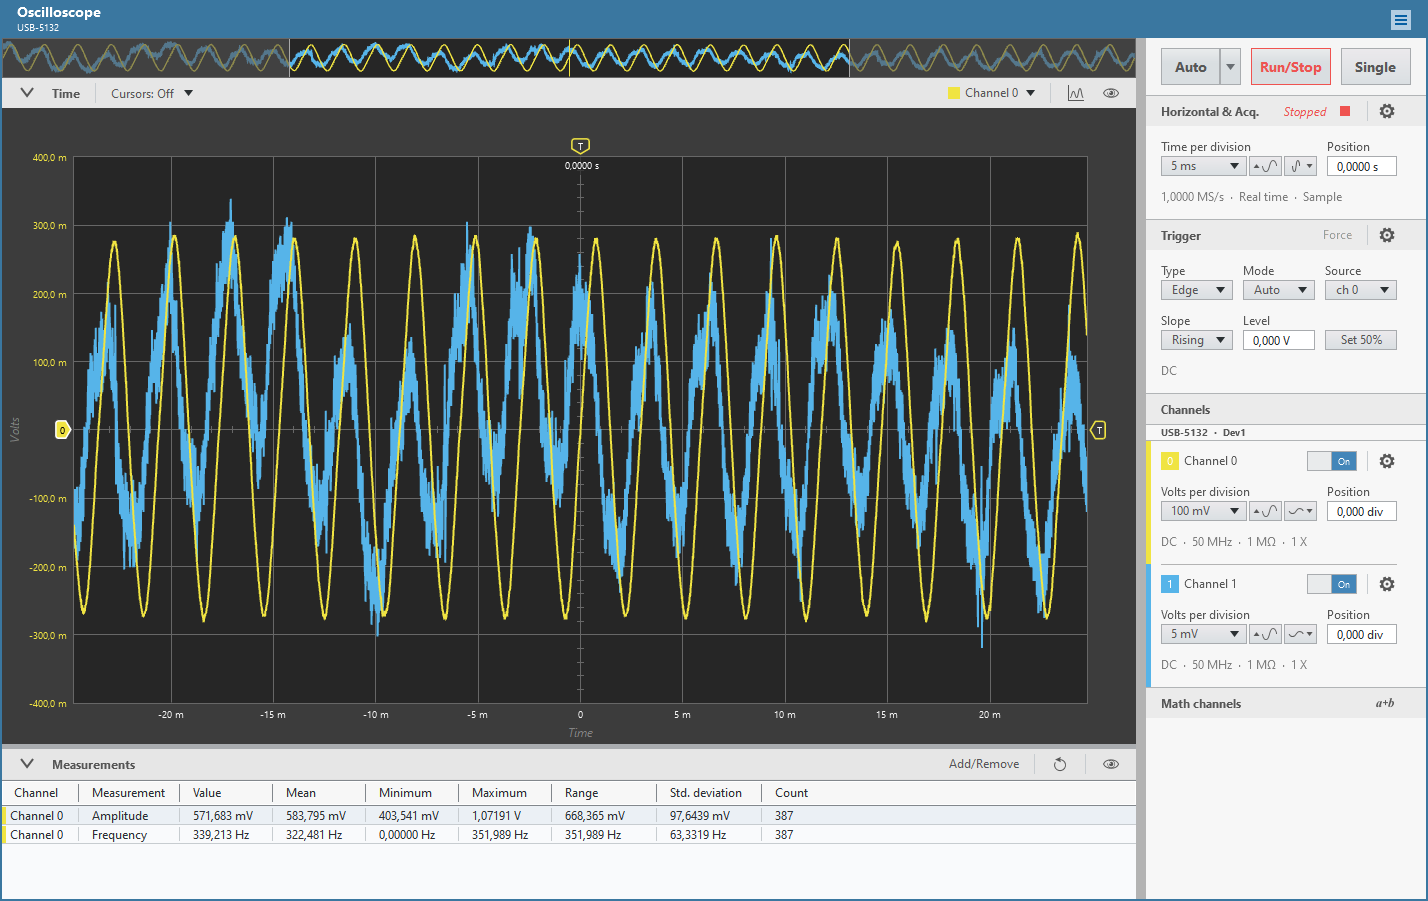 Oscilloscope
USB-5132
Auto Run/Stop Single
Time Cursors: Off Channel 0
Horizontal & Acq. Stopped
Time per division Position
5 ms 0,0000 s
1,0000 MS/s · Real time · Sample
Trigger Force
Type Mode Source
Edge Auto ch 0
Slope Level
Rising 0,000 V Set 50%
DC
Channels
USB-5132 · Dev1
0 Channel 0 On
Volts per division Position
100 mV 0,000 div
DC · 50 MHz · 1 MΩ · 1 X
1 Channel 1 On
Volts per division Position
5 mV 0,000 div
DC · 50 MHz · 1 MΩ · 1 X
Math channels a+b
T
0,0000 s
400,0 m
300,0 m
200,0 m
100,0 m
0
T
-100,0 m
-200,0 m
-300,0 m
-400,0 m
Volts
-20 m -15 m -10 m -5 m 0 5 m 10 m 15 m 20 m
Time
Measurements Add/Remove
Channel Measurement Value Mean Minimum Maximum Range Std. deviation Count
Channel 0 Amplitude 571,683 mV 583,795 mV 403,541 mV 1,07191 V 668,365 mV 97,6439 mV 387
Channel 0 Frequency 339,213 Hz 322,481 Hz 0,00000 Hz 351,989 Hz 351,989 Hz 63,3319 Hz 387